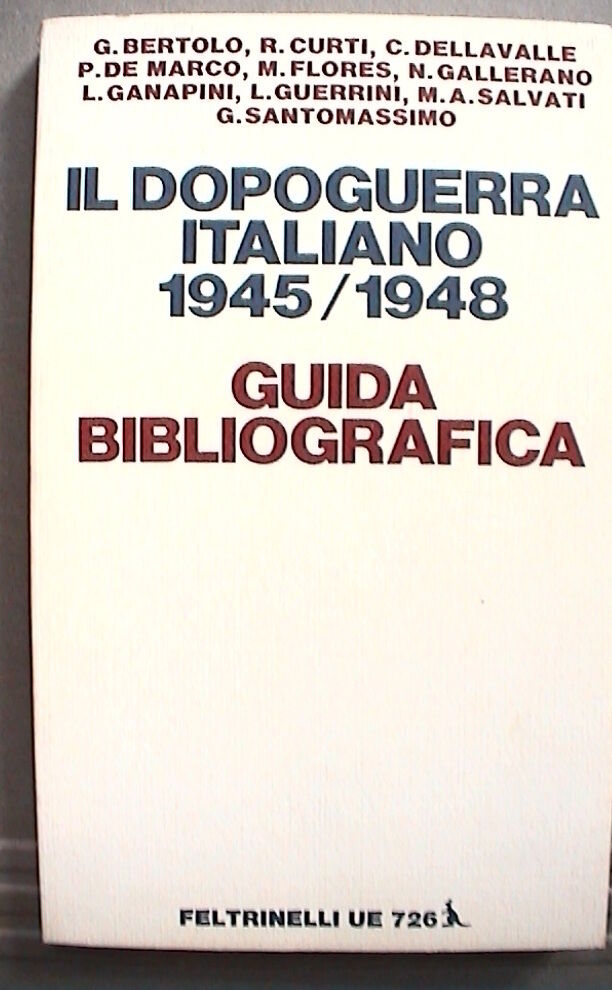 G. BERTOLO, R. CURTI, C. DELLAVALLE
P. DE MARCO, M. FLORES, N. GALLERANO
L. GANAPINI, L. GUERRINI, M. A. SALVATI
G. SANTOMASSIMO
IL DOPOGUERRA
ITALIANO
1945/1948
GUIDA
BIBLIOGRAFICA
FELTRINELLI UE 726